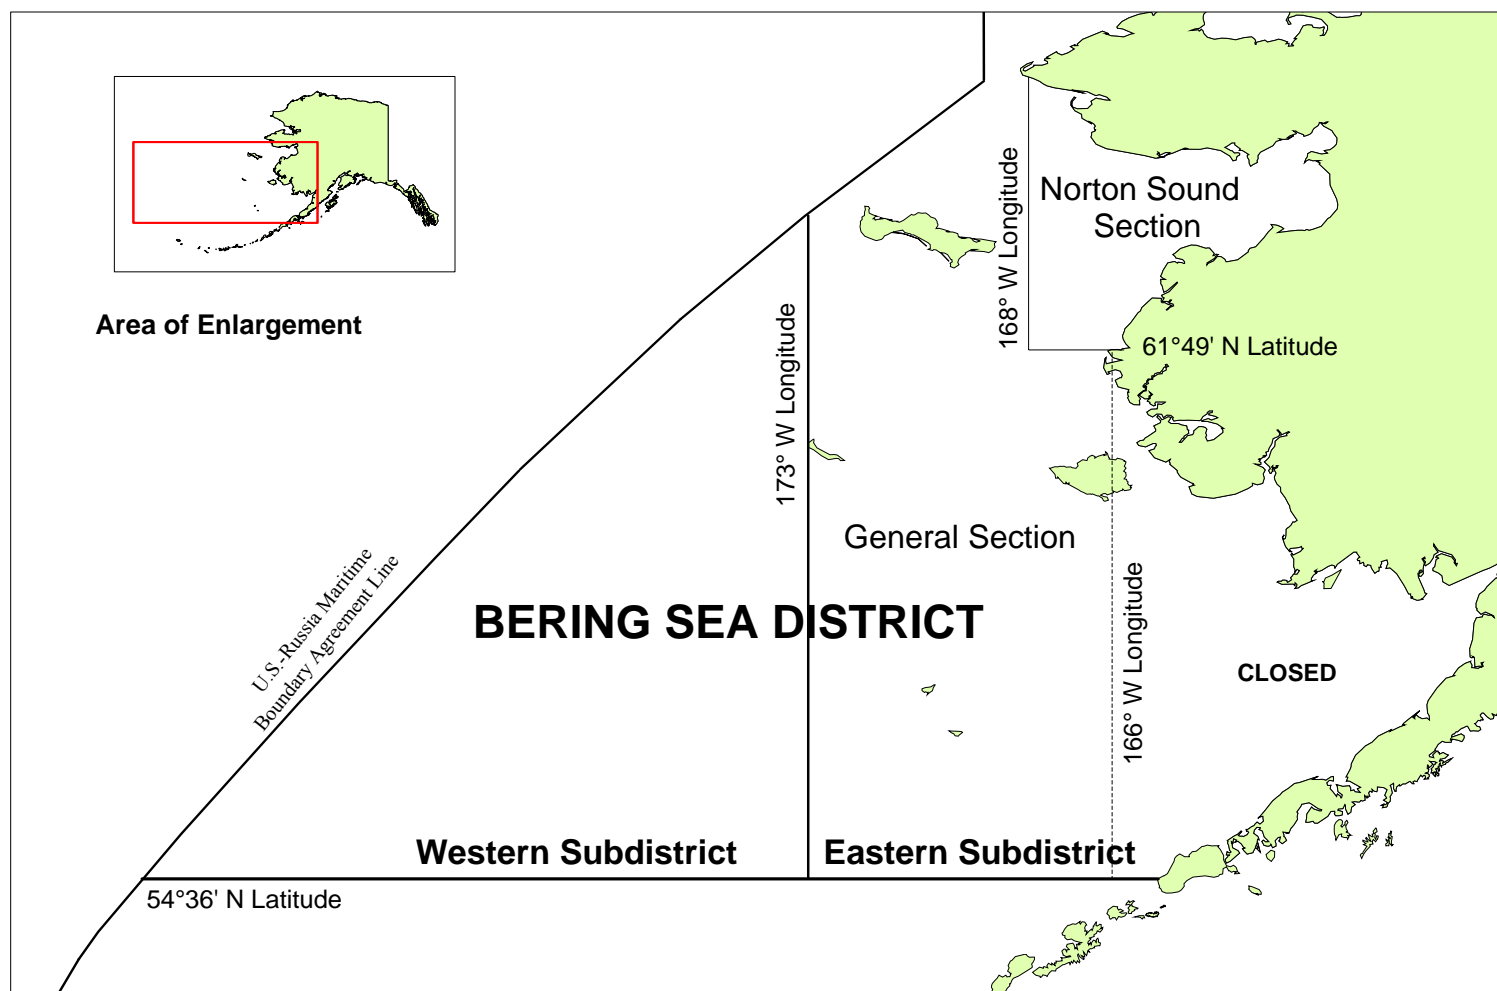 Area of Enlargement
168° W Longitude
Norton Sound
Section
61°49' N Latitude
173° W Longitude
General Section
U.S.-Russia Maritime
Boundary Agreement Line
BERING SEA DISTRICT
166° W Longitude
CLOSED
Western Subdistrict
Eastern Subdistrict
54°36' N Latitude